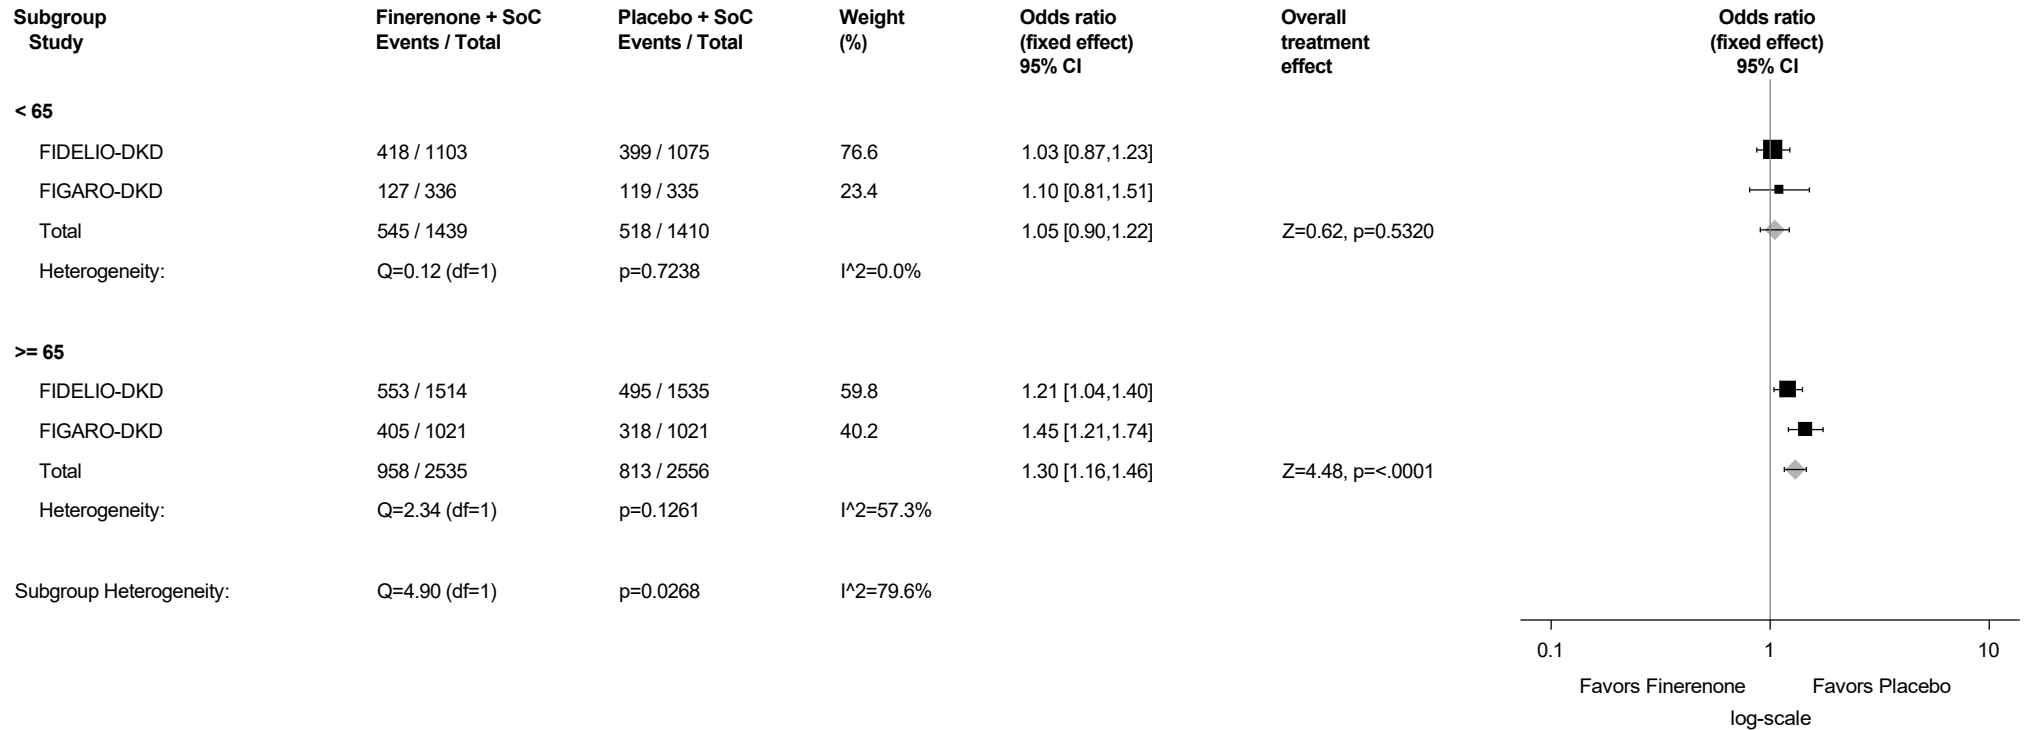 Subgroup Finerenone + SoC Placebo + SoC Weight Odds ratio Overall Odds ratio
Study Events / Total Events / Total (%) (fixed effect) treatment (fixed effect)
95% CI effect 95% CI
< 65
FIDELIO-DKD 418 / 1103 399 / 1075 76.6 1.03 [0.87,1.23]
FIGARO-DKD 127 / 336 119 / 335 23.4 1.10 [0.81,1.51]
Total 545 / 1439 518 / 1410 1.05 [0.90,1.22] Z=0.62, p=0.5320
Heterogeneity: Q=0.12 (df=1) p=0.7238 I^2=0.0%
>= 65
FIDELIO-DKD 553 / 1514 495 / 1535 59.8 1.21 [1.04,1.40]
FIGARO-DKD 405 / 1021 318 / 1021 40.2 1.45 [1.21,1.74]
Total 958 / 2535 813 / 2556 1.30 [1.16,1.46] Z=4.48, p=<.0001
Heterogeneity: Q=2.34 (df=1) p=0.1261 I^2=57.3%
Subgroup Heterogeneity: Q=4.90 (df=1) p=0.0268 I^2=79.6%
0.1 1 10
Favors Finerenone Favors Placebo
log-scale